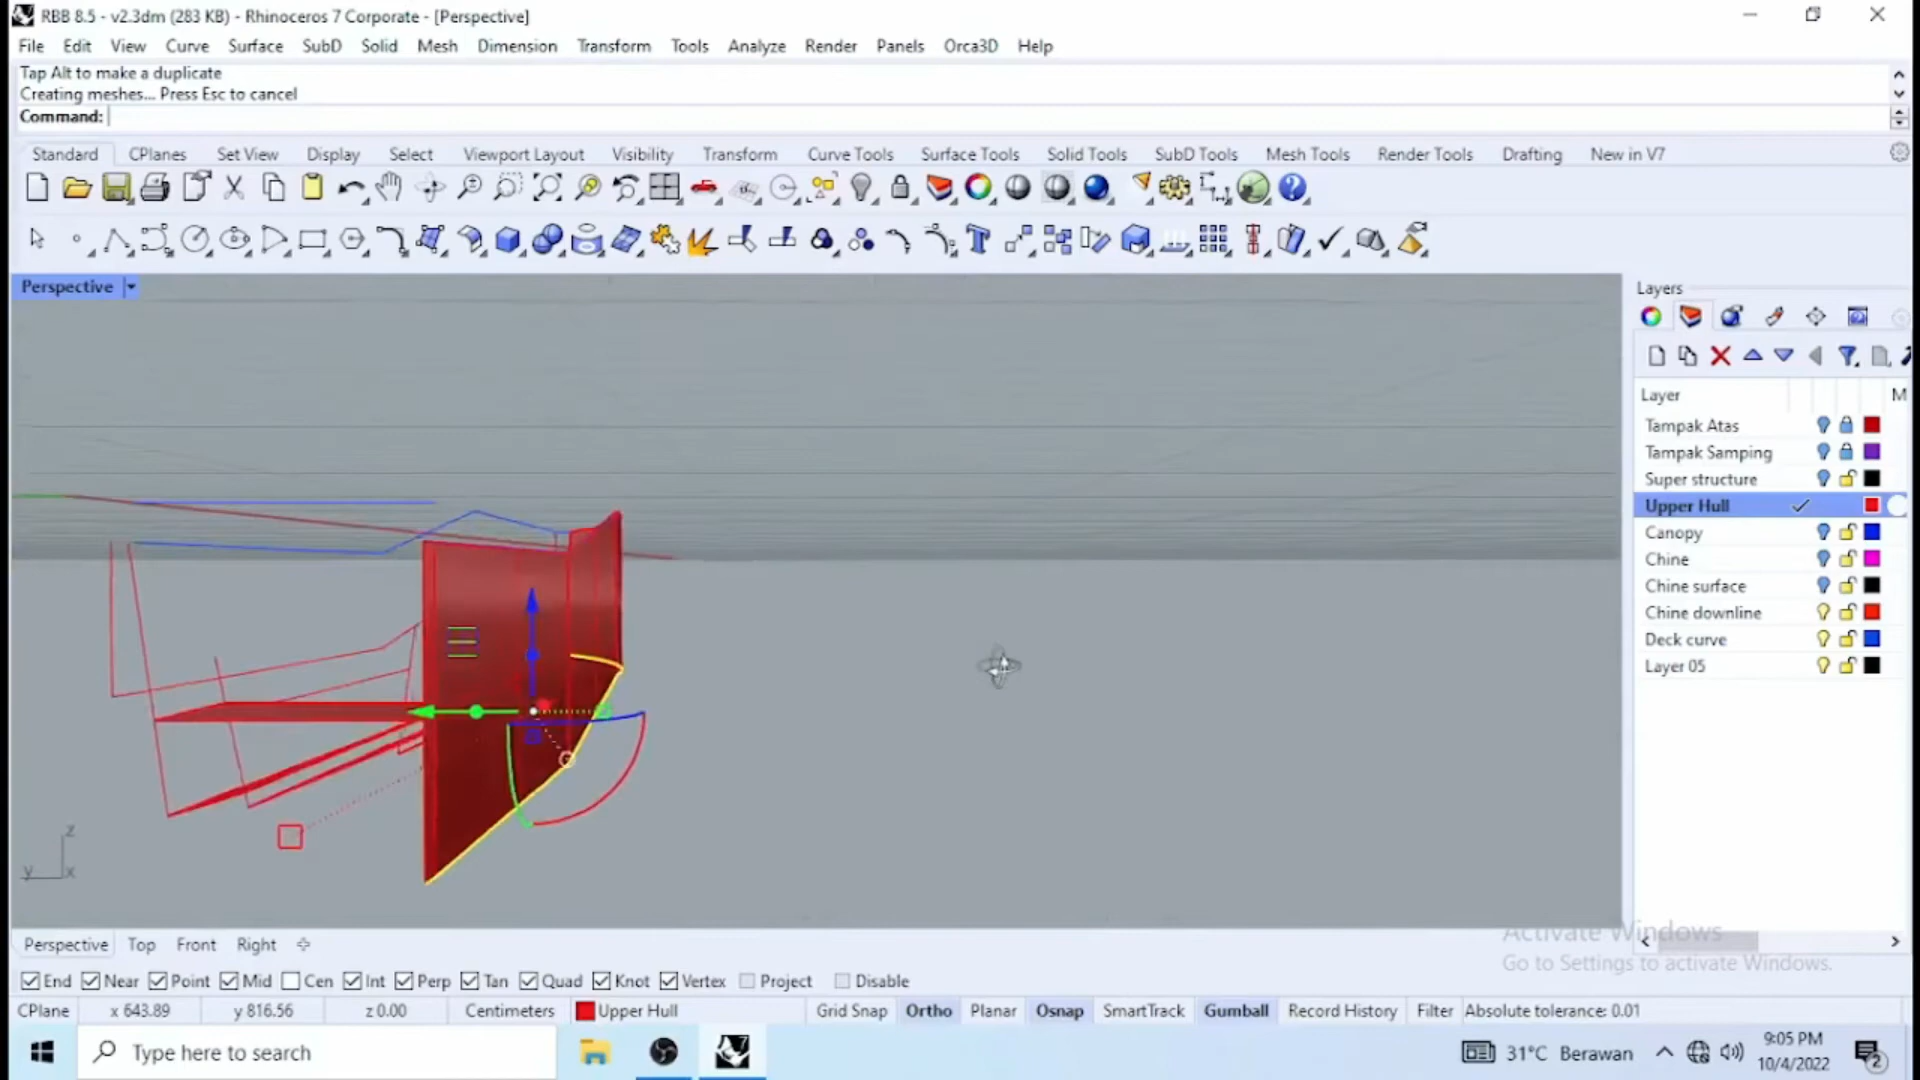 RBB 8.5 - v2.3dm (283 KB) - Rhinoceros 7 Corporate - [Perspective]
File Edit View Curve Surface SubD Solid Mesh Dimension Transform Tools Analyze Render Panels Orca3D Help
Tap Alt to make a duplicate
Creating meshes... Press Esc to cancel
Command:
Standard CPlanes Set View Display Select Viewport Layout Visibility Transform Curve Tools Surface Tools Solid Tools SubD Tools Mesh Tools Render Tools Drafting New in V7
Perspective
Layers
Layer M
Tampak Atas
Tampak Samping
Super structure
Upper Hull
Canopy
Chine
Chine surface
Chine downline
Deck curve
Layer 05
z
y x
Perspective Top Front Right
Activate Windows
Go to Settings to activate Windows.
End Near Point Mid Cen Int Perp Tan Quad Knot Vertex Project Disable
CPlane x 643.89 y 816.56 z 0.00 Centimeters Upper Hull Grid Snap Ortho Planar Osnap SmartTrack Gumball Record History Filter Absolute tolerance: 0.01
Type here to search
31°C Berawan
9:05 PM
10/4/2022
2